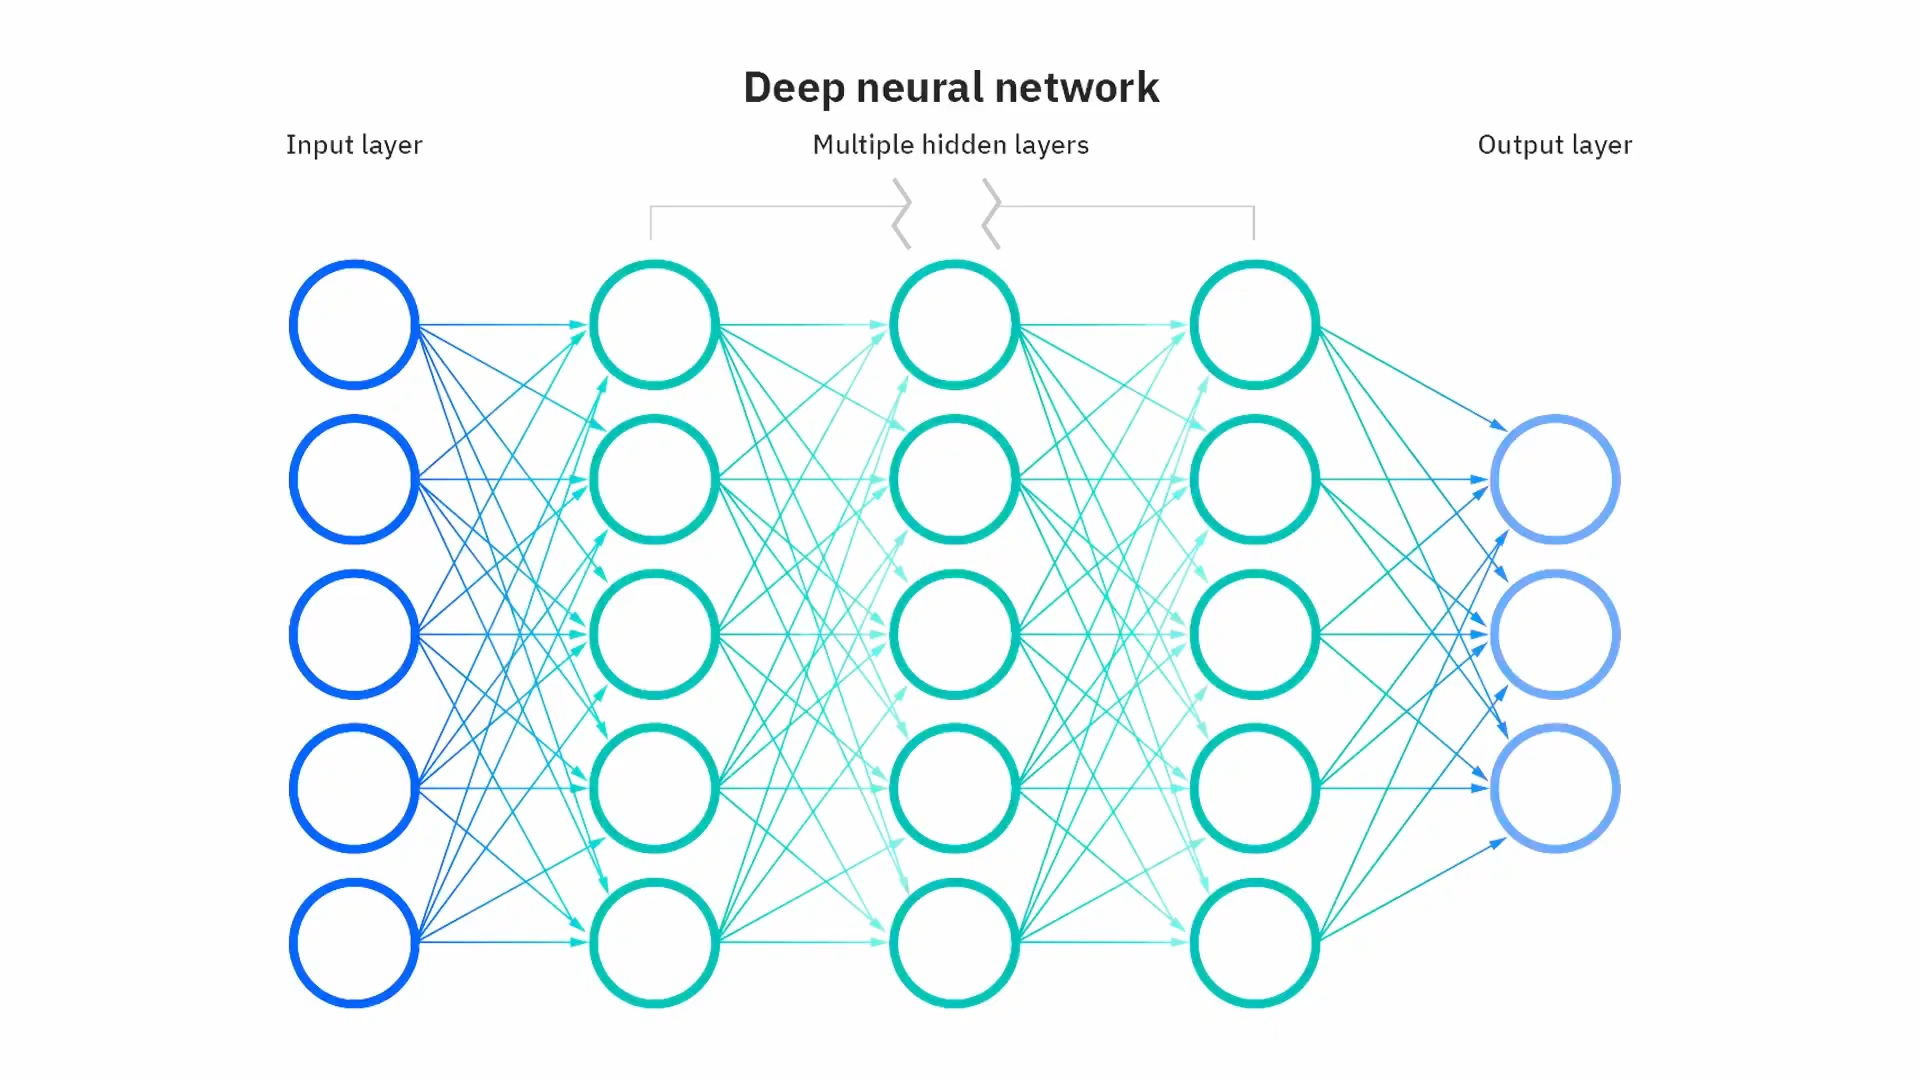 Deep neural network
Input layer
Multiple hidden layers
Output layer